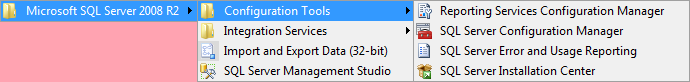 Microsoft SQL Server 2008 R2
Configuration Tools
Integration Services
Import and Export Data (32-bit)
SQL Server Management Studio
Reporting Services Configuration Manager
SQL Server Configuration Manager
SQL Server Error and Usage Reporting
SQL Server Installation Center